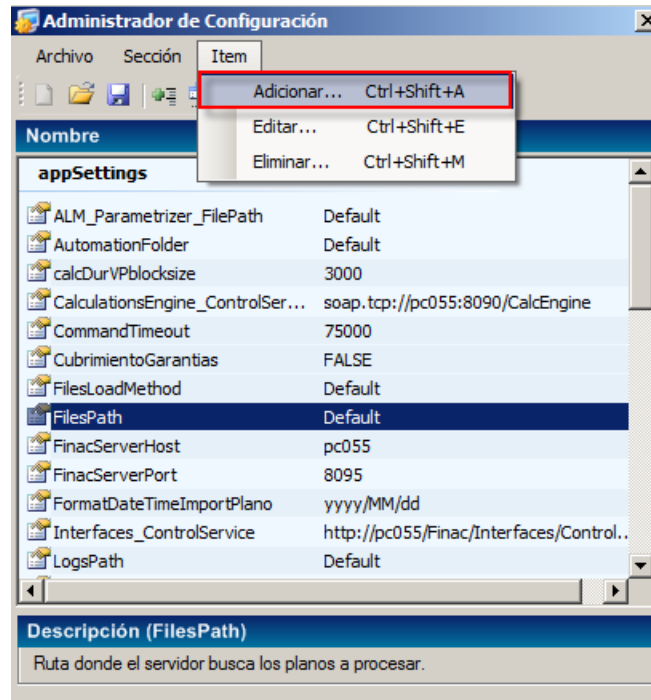 Administrador de Configuración
Archivo Sección Item
Adicionar... Ctrl+Shift+A
Editar... Ctrl+Shift+E
Eliminar... Ctrl+Shift+M
Nombre
appSettings
ALM_Parametrizer_FilePath Default
AutomationFolder Default
calcDurVPblocksize 3000
CalculationsEngine_ControlSer... soap.tcp://pc055:8090/CalcEngine
CommandTimeout 75000
CubrimientoGarantias FALSE
FilesLoadMethod Default
FilesPath Default
FinacServerHost pc055
FinacServerPort 8095
FormatDateTimeImportPlano yyyy/MM/dd
Interfaces_ControlService http://pc055/Finac/Interfaces/Control..
LogsPath Default
Descripción (FilesPath)
Ruta donde el servidor busca los planos a procesar.